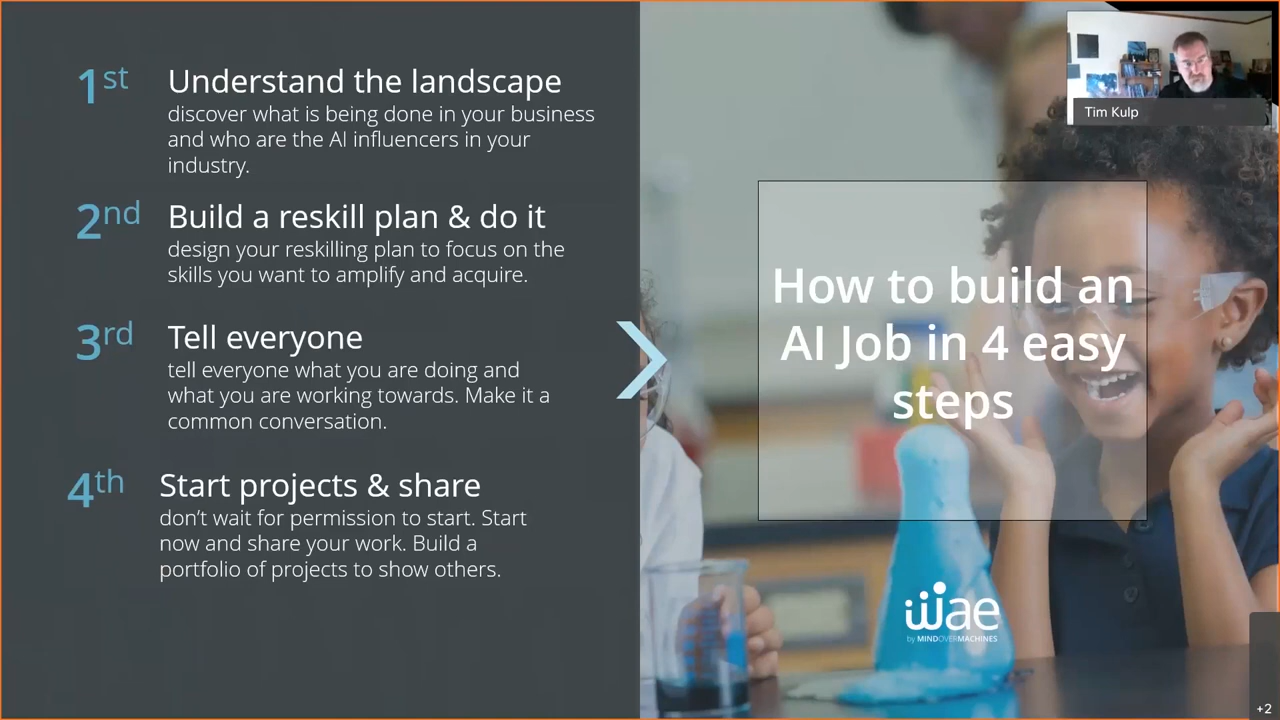 1st
Understand the landscape
discover what is being done in your business
and who are the AI influencers in your
industry.
2nd
Build a reskill plan & do it
design your reskilling plan to focus on the
skills you want to amplify and acquire.
3rd
Tell everyone
tell everyone what you are doing and
what you are working towards. Make it a
common conversation.
4th
Start projects & share
don’t wait for permission to start. Start
now and share your work. Build a
portfolio of projects to show others.
Tim Kulp
How to build an
AI Job in 4 easy
steps
wae
by MINDOVERMACHINES
+2